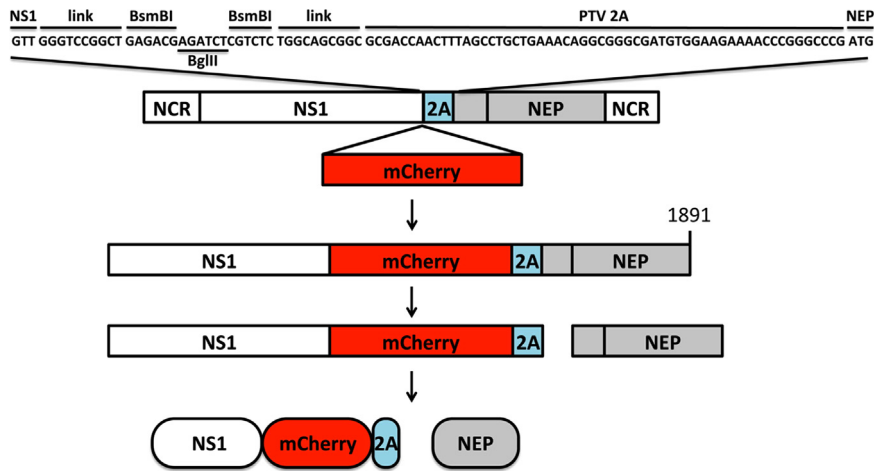 NS1 link BsmBI BsmBI link PTV 2A NEP
GTT GGGTCCGGCT GAGACGAGATCTCGTCTC TGGCAGCGGC GCGACCAACTTTAGCCTGCTGAAACAGGCGGGCGATGTGGAAGAAAACCCGGGCCCG ATG
BglII
NCR NS1 2A NEP NCR
mCherry
1891
NS1 mCherry 2A NEP
NS1 mCherry 2A NEP
NS1 mCherry 2A NEP